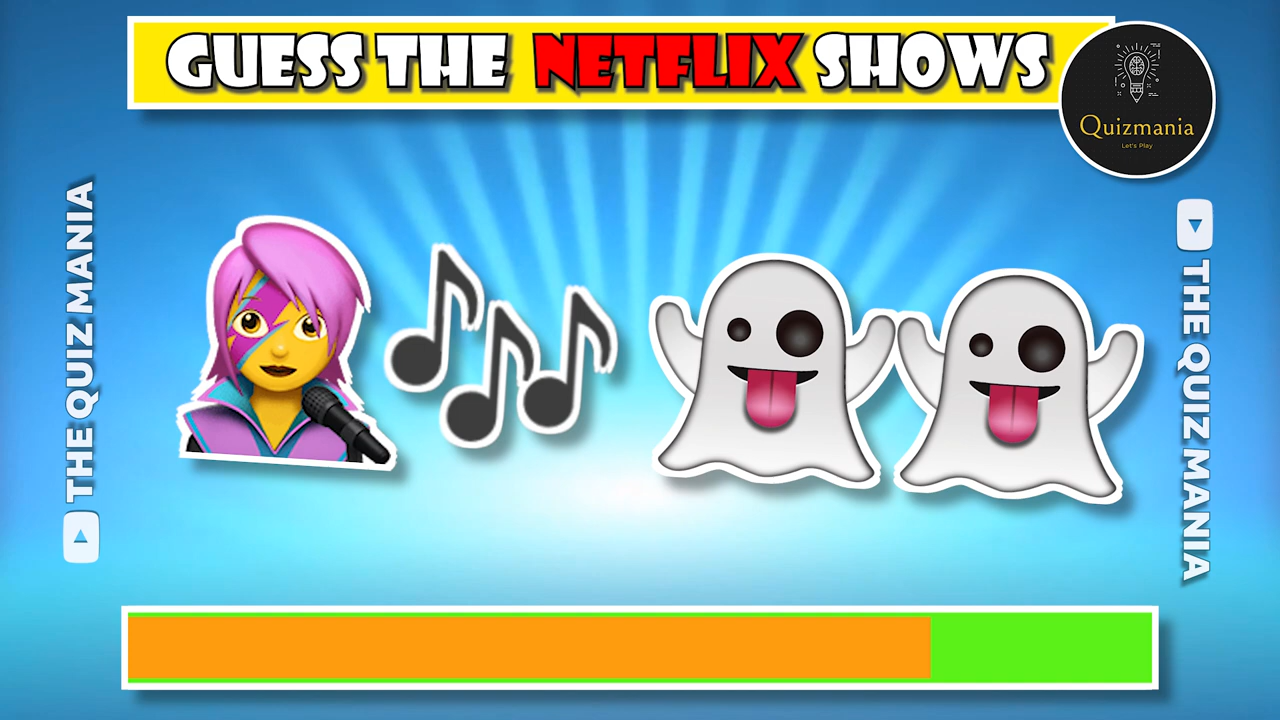 GUESS THE NETFLIX SHOWS
Quizmania
Let's Play
THE QUIZ MANIA
THE QUIZ MANIA